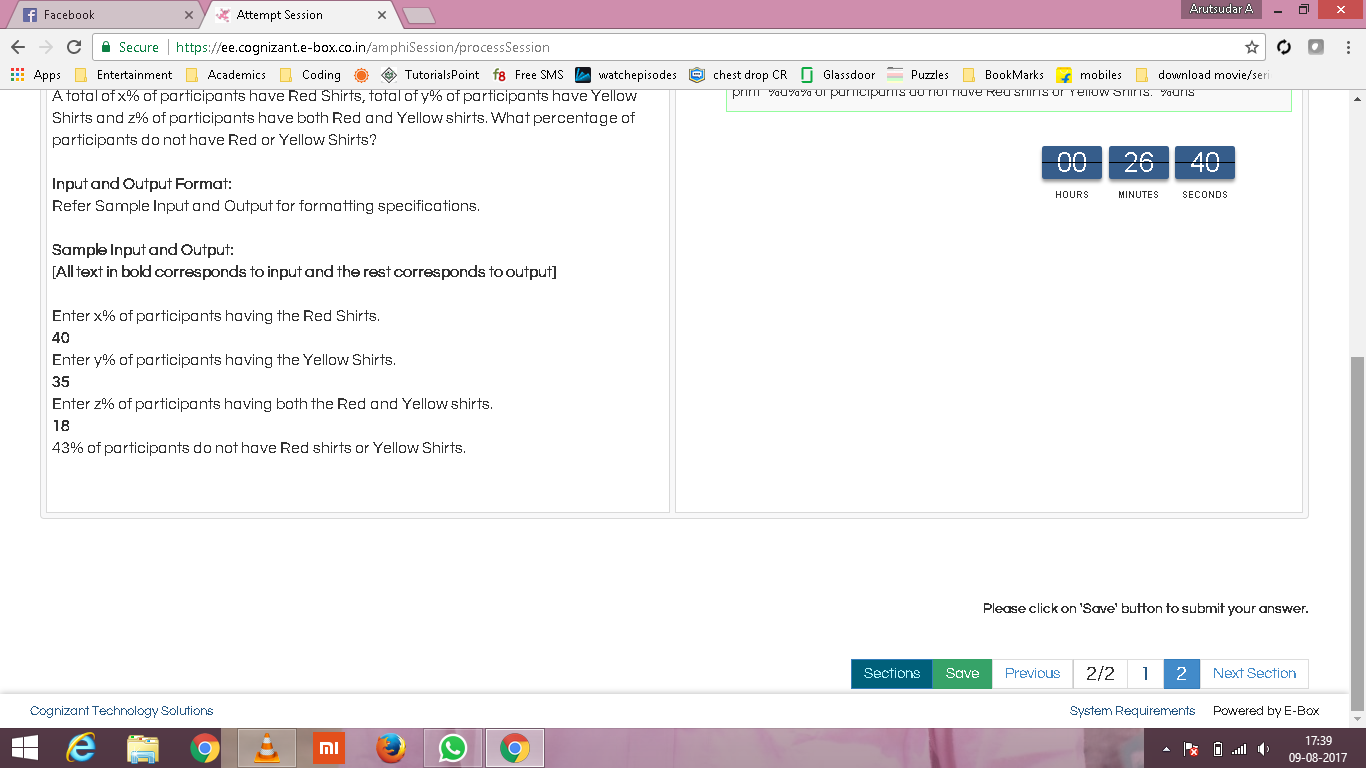 Facebook
Attempt Session
Arutsudar A
Secure https://ee.cognizant.e-box.co.in/amphiSession/processSession
Apps Entertainment Academics Coding TutorialsPoint Free SMS watchepisodes chest drop CR Glassdoor Puzzles BookMarks mobiles download movie/seri
A total of x% of participants have Red Shirts, total of y% of participants have Yellow
Shirts and z% of participants have both Red and Yellow shirts. What percentage of
participants do not have Red or Yellow Shirts?
Input and Output Format:
Refer Sample Input and Output for formatting specifications.
Sample Input and Output:
[All text in bold corresponds to input and the rest corresponds to output]
Enter x% of participants having the Red Shirts.
40
Enter y% of participants having the Yellow Shirts.
35
Enter z% of participants having both the Red and Yellow shirts.
18
43% of participants do not have Red shirts or Yellow Shirts.
print "%d%% of participants do not have Red shirts or Yellow Shirts. "%ans
00 26 40
HOURS MINUTES SECONDS
Please click on 'Save' button to submit your answer.
Sections Save Previous 2/2 1 2 Next Section
Cognizant Technology Solutions
System Requirements Powered by E-Box
mi
17:39
09-08-2017